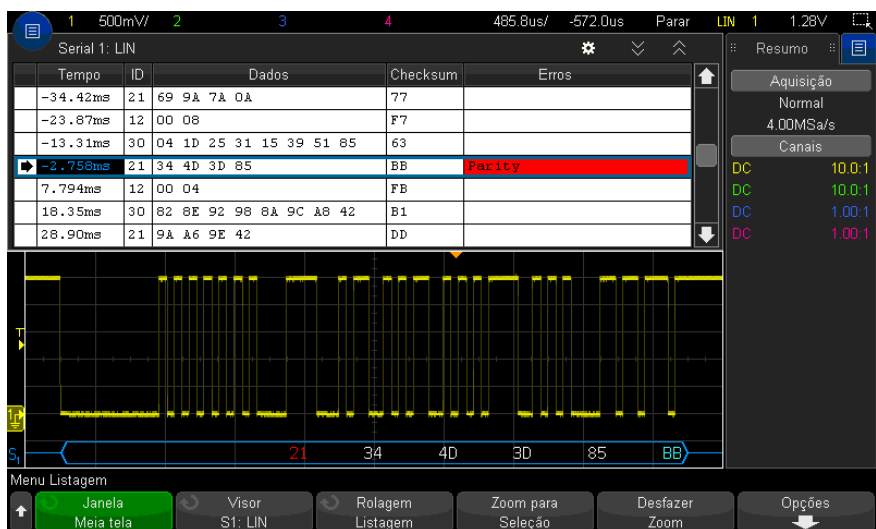 1 500mV/ 2 3 4 485.8us/ -572.0us Parar LIN 1 1.28V
Serial 1: LIN
Tempo ID Dados Checksum Erros
-34.42ms 21 69 9A 7A 0A 77
-23.87ms 12 00 08 F7
-13.31ms 30 04 1D 25 31 15 39 51 85 63
-2.758ms 21 34 4D 3D 85 BB Parity
7.794ms 12 00 04 FB
18.35ms 30 82 8E 92 98 8A 9C A8 42 B1
28.90ms 21 9A A6 9E 42 DD
Resumo
Aquisição
Normal
4.00MSa/s
Canais
DC 10.0:1
DC 10.0:1
DC 1.00:1
DC 1.00:1
T
1
S1 21 34 4D 3D 85 BB
Menu Listagem
Janela
Meia tela
Visor
S1: LIN
Rolagem
Listagem
Zoom para
Seleção
Desfazer
Zoom
Opções